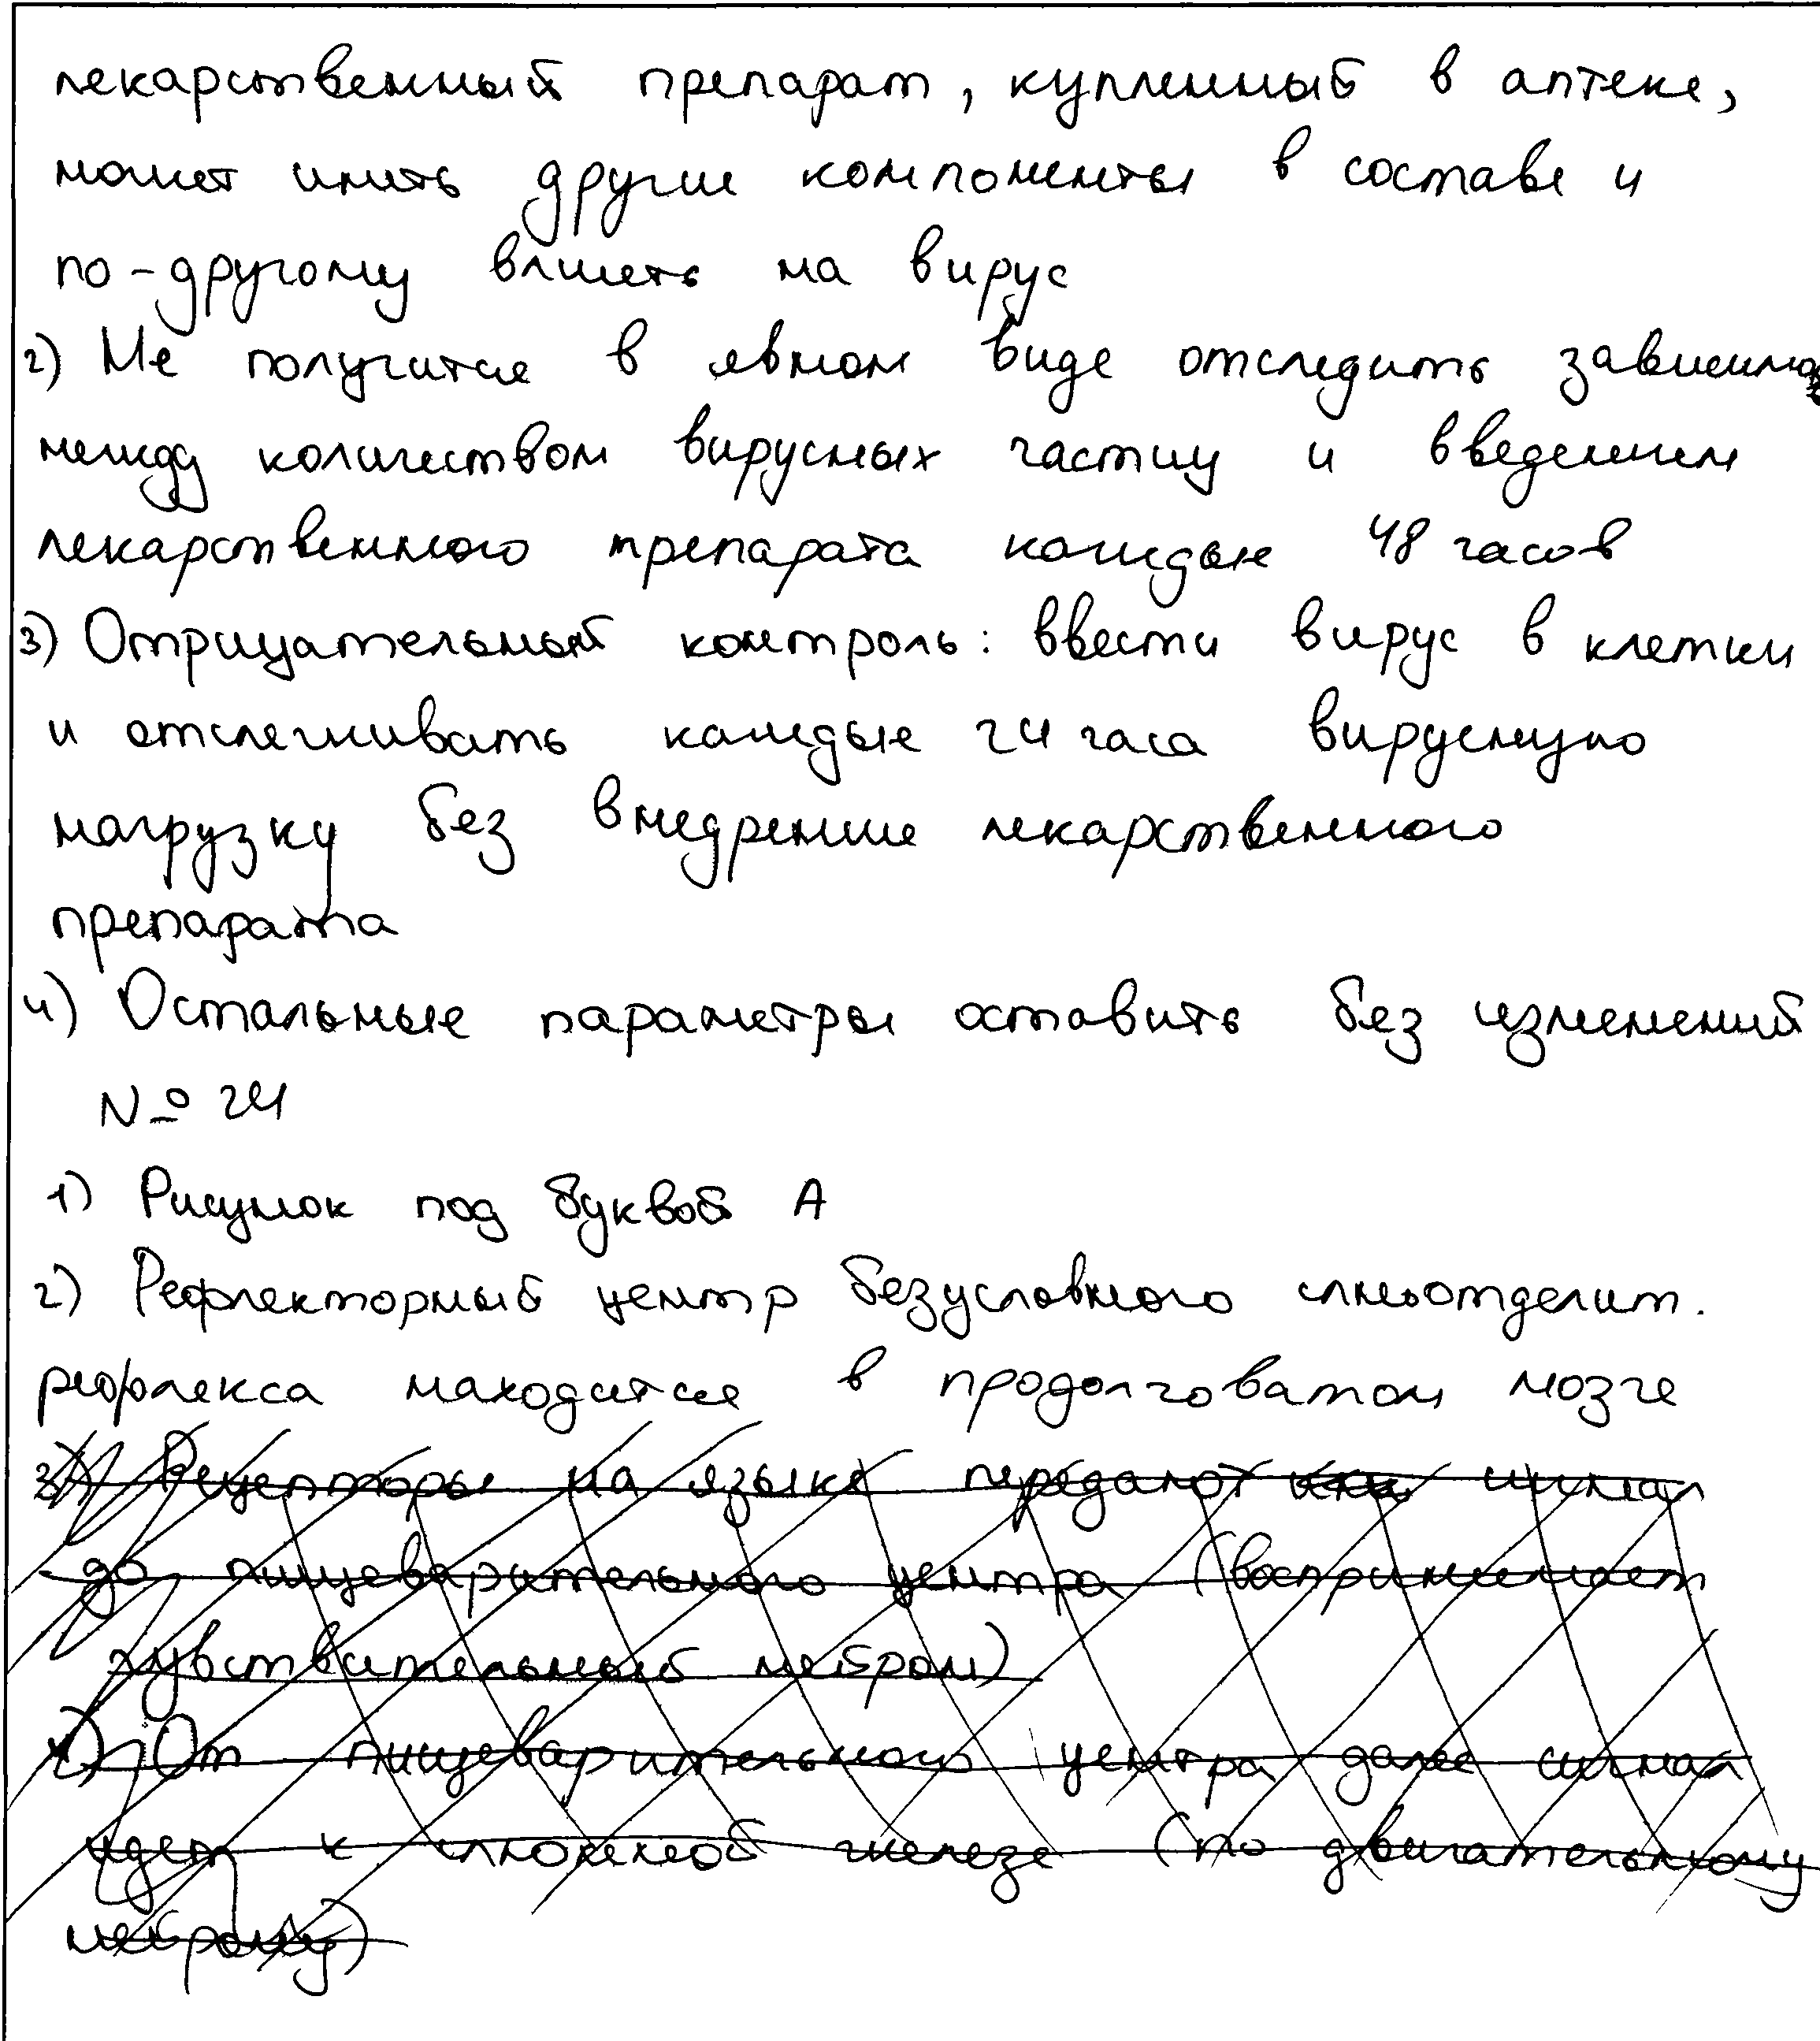 лекарственный препарат, купленный в аптеке,
может иметь другие компоненты в составе и
по-другому влиять на вирус
2) Не получится в явном виде отследить
между количеством вирусных частиц и введением
лекарственного препарата каждые 48 часов
3) Отрицательный контроль: ввести вирус в клетки
и отслеживать каждые 24 часа вирусную
нагрузку без внедрения лекарственного
препарата
4) Остальные параметры оставить без изменений
№ 24
1) Рисунок под буквой А
2) Рефлекторный центр безусловного слюноотделит.
рефлекса находится в продолговатом мозге
3) Рецепторы на языке передают сигнал
до пищеварительного центра (воспринимает
чувствительный нейрон)
4) От пищеварительного центра далее сигнал
идет к слюнной железе (по двигательному
нейрону)